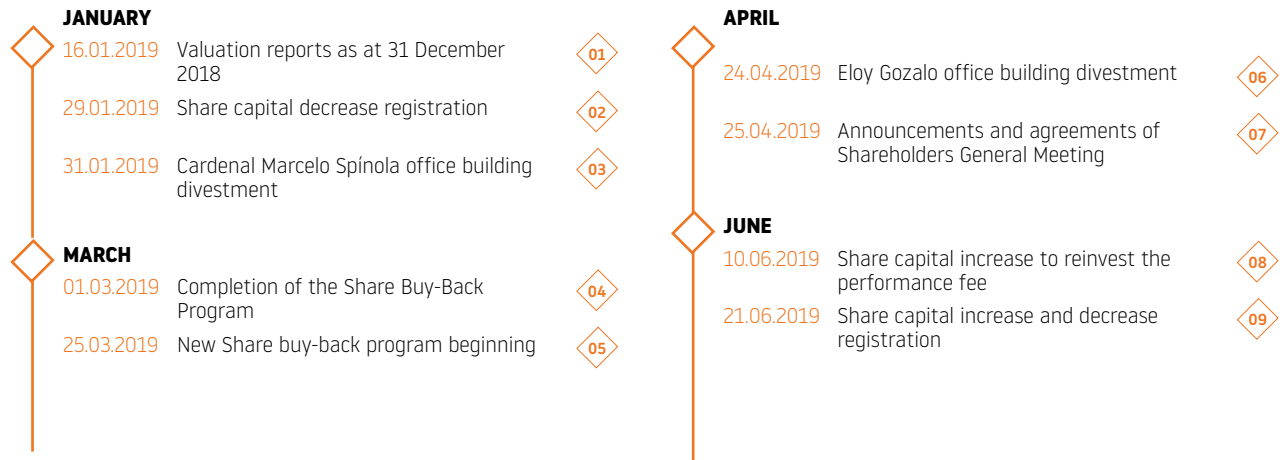 JANUARY
16.01.2019 Valuation reports as at 31 December 01
2018
29.01.2019 Share capital decrease registration 02
31.01.2019 Cardenal Marcelo Spínola office building 03
divestment
MARCH
01.03.2019 Completion of the Share Buy-Back 04
Program
25.03.2019 New Share buy-back program beginning 05
APRIL
24.04.2019 Eloy Gozalo office building divestment 06
25.04.2019 Announcements and agreements of 07
Shareholders General Meeting
JUNE
10.06.2019 Share capital increase to reinvest the 08
performance fee
21.06.2019 Share capital increase and decrease 09
registration